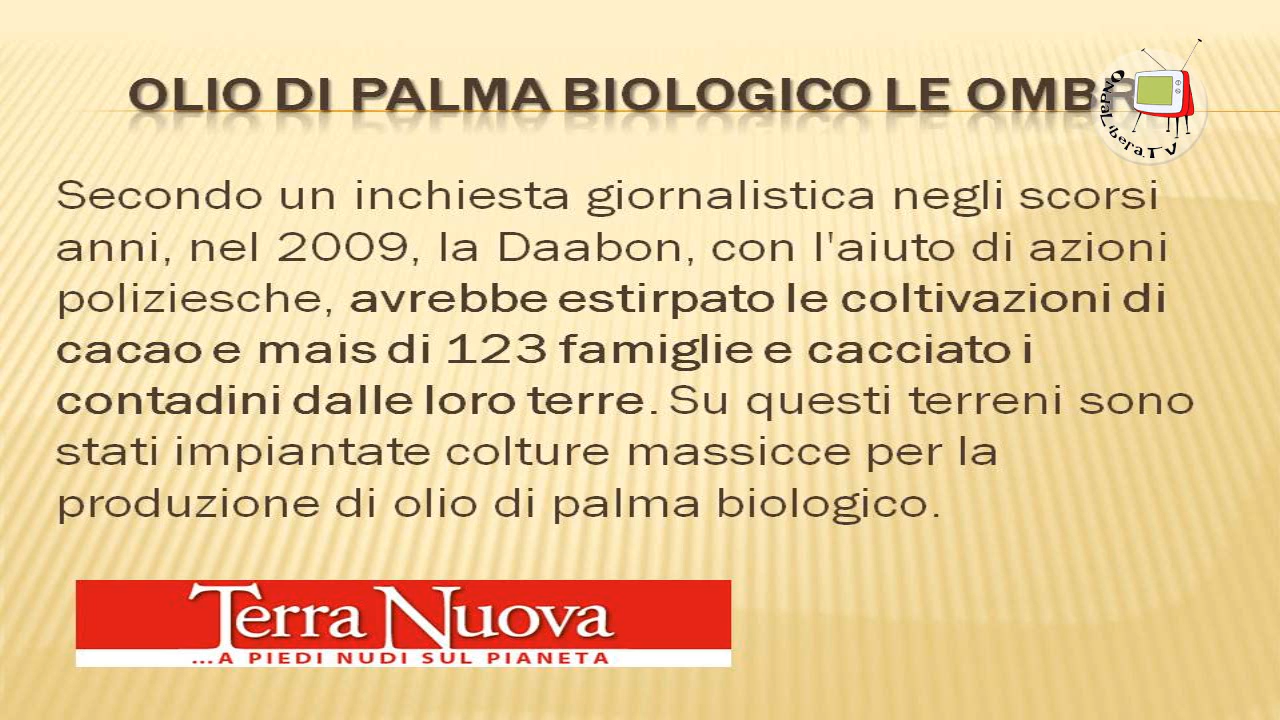 OLIO DI PALMA BIOLOGICO LE OMBR
OndaLibera.TV
Secondo un inchiesta giornalistica negli scorsi
anni, nel 2009, la Daabon, con l'aiuto di azioni
poliziesche, avrebbe estirpato le coltivazioni di
cacao e mais di 123 famiglie e cacciato i
contadini dalle loro terre. Su questi terreni sono
stati impiantate colture massicce per la
produzione di olio di palma biologico.
Terra Nuova
...A PIEDI NUDI SUL PIANETA